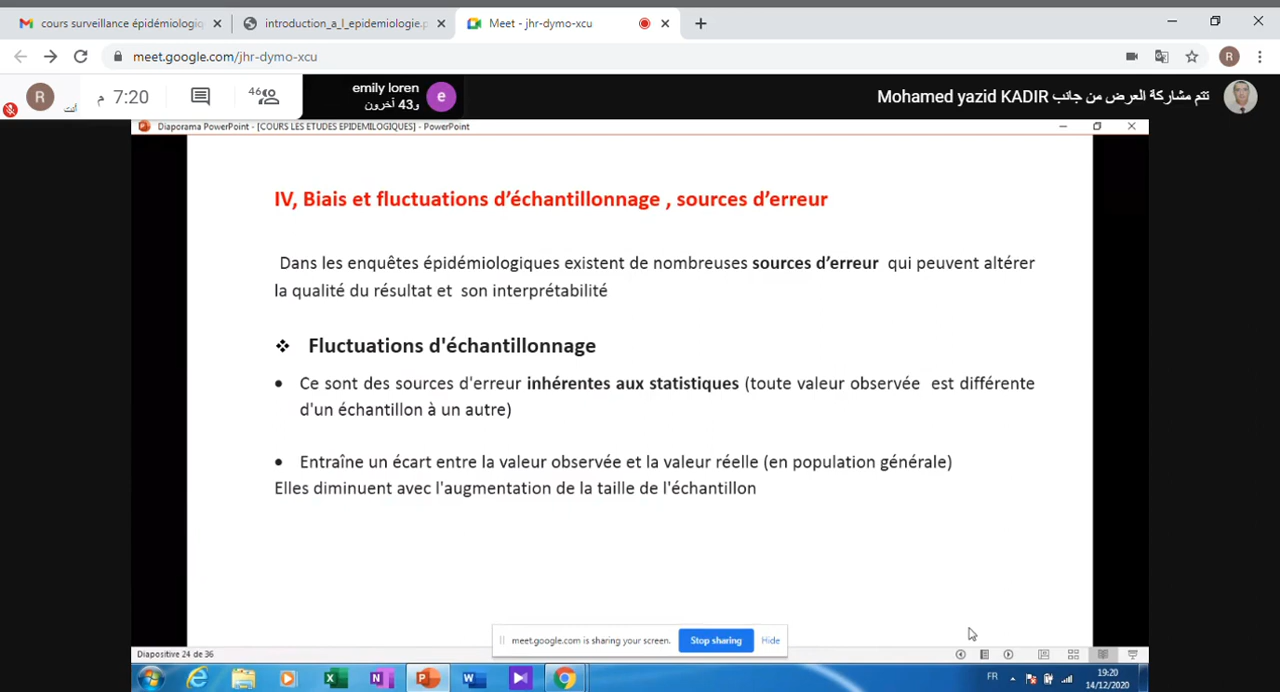 cours surveillance épidémiologiq
introduction_a_l_epidemiologie.p
Meet - jhr-dymo-xcu
meet.google.com/jhr-dymo-xcu
R
R
أنت
7:20 م
46
emily loren
و43 آخرون
e
تتم مشاركة العرض من جانب Mohamed yazid KADIR
Diaporama PowerPoint - [COURS LES ETUDES EPIDEMILOGIQUES] - PowerPoint
IV, Biais et fluctuations d’échantillonnage , sources d’erreur
Dans les enquêtes épidémiologiques existent de nombreuses sources d’erreur qui peuvent altérer
la qualité du résultat et son interprétabilité
❖ Fluctuations d'échantillonnage
• Ce sont des sources d'erreur inhérentes aux statistiques (toute valeur observée est différente
d'un échantillon à un autre)
• Entraîne un écart entre la valeur observée et la valeur réelle (en population générale)
Elles diminuent avec l'augmentation de la taille de l'échantillon
meet.google.com is sharing your screen.
Stop sharing
Hide
Diapositive 24 de 36
FR
19:20
14/12/2020